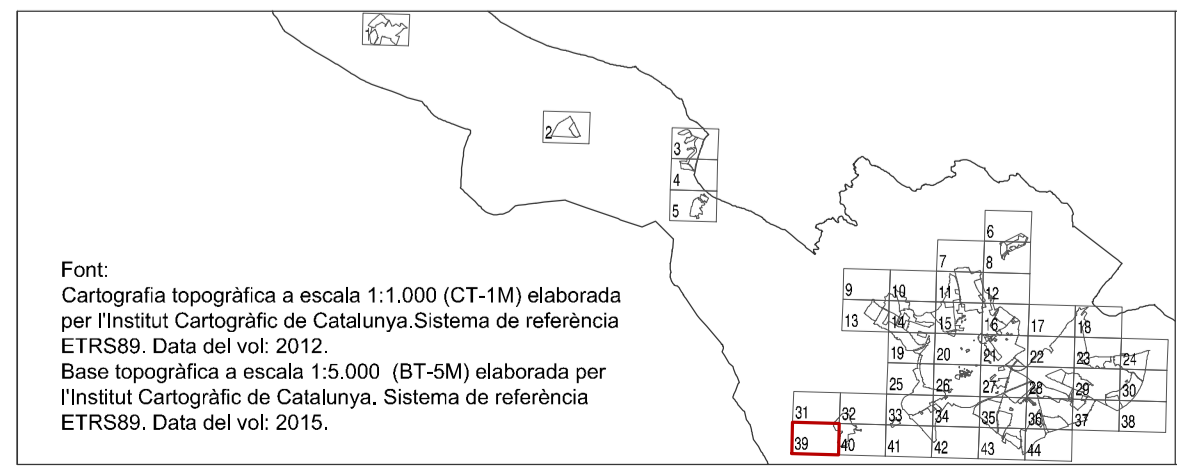 1
2
3
4
5
6
7 8
9 10 11 12
13 14 15 16 17 18
19 20 21 22 23 24
25 26 27 28 29 30
31 32 33 34 35 36 37 38
39 40 41 42 43 44
Font:
Cartografia topogràfica a escala 1:1.000 (CT-1M) elaborada
per l'Institut Cartogràfic de Catalunya.Sistema de referència
ETRS89. Data del vol: 2012.
Base topogràfica a escala 1:5.000 (BT-5M) elaborada per
l'Institut Cartogràfic de Catalunya. Sistema de referència
ETRS89. Data del vol: 2015.